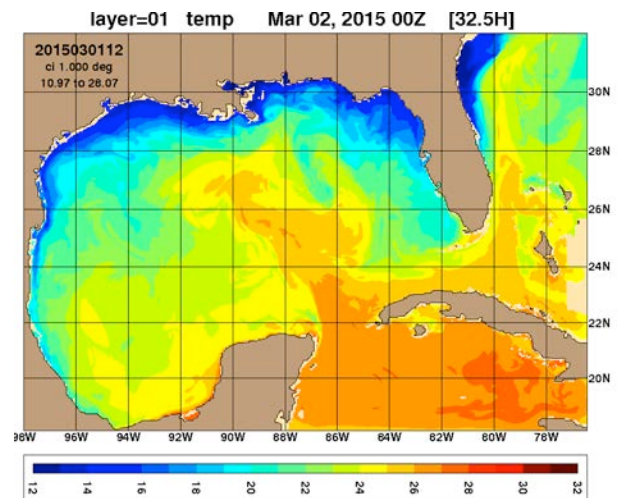 layer=01 temp Mar 02, 2015 00Z [32.5H]
2015030112
ci 1.000 deg
10.97 to 28.07
30N
28N
26N
24N
22N
20N
98W 96W 94W 92W 90W 88W 86W 84W 82W 80W 78W
12 14 16 18 20 22 24 26 28 30 32